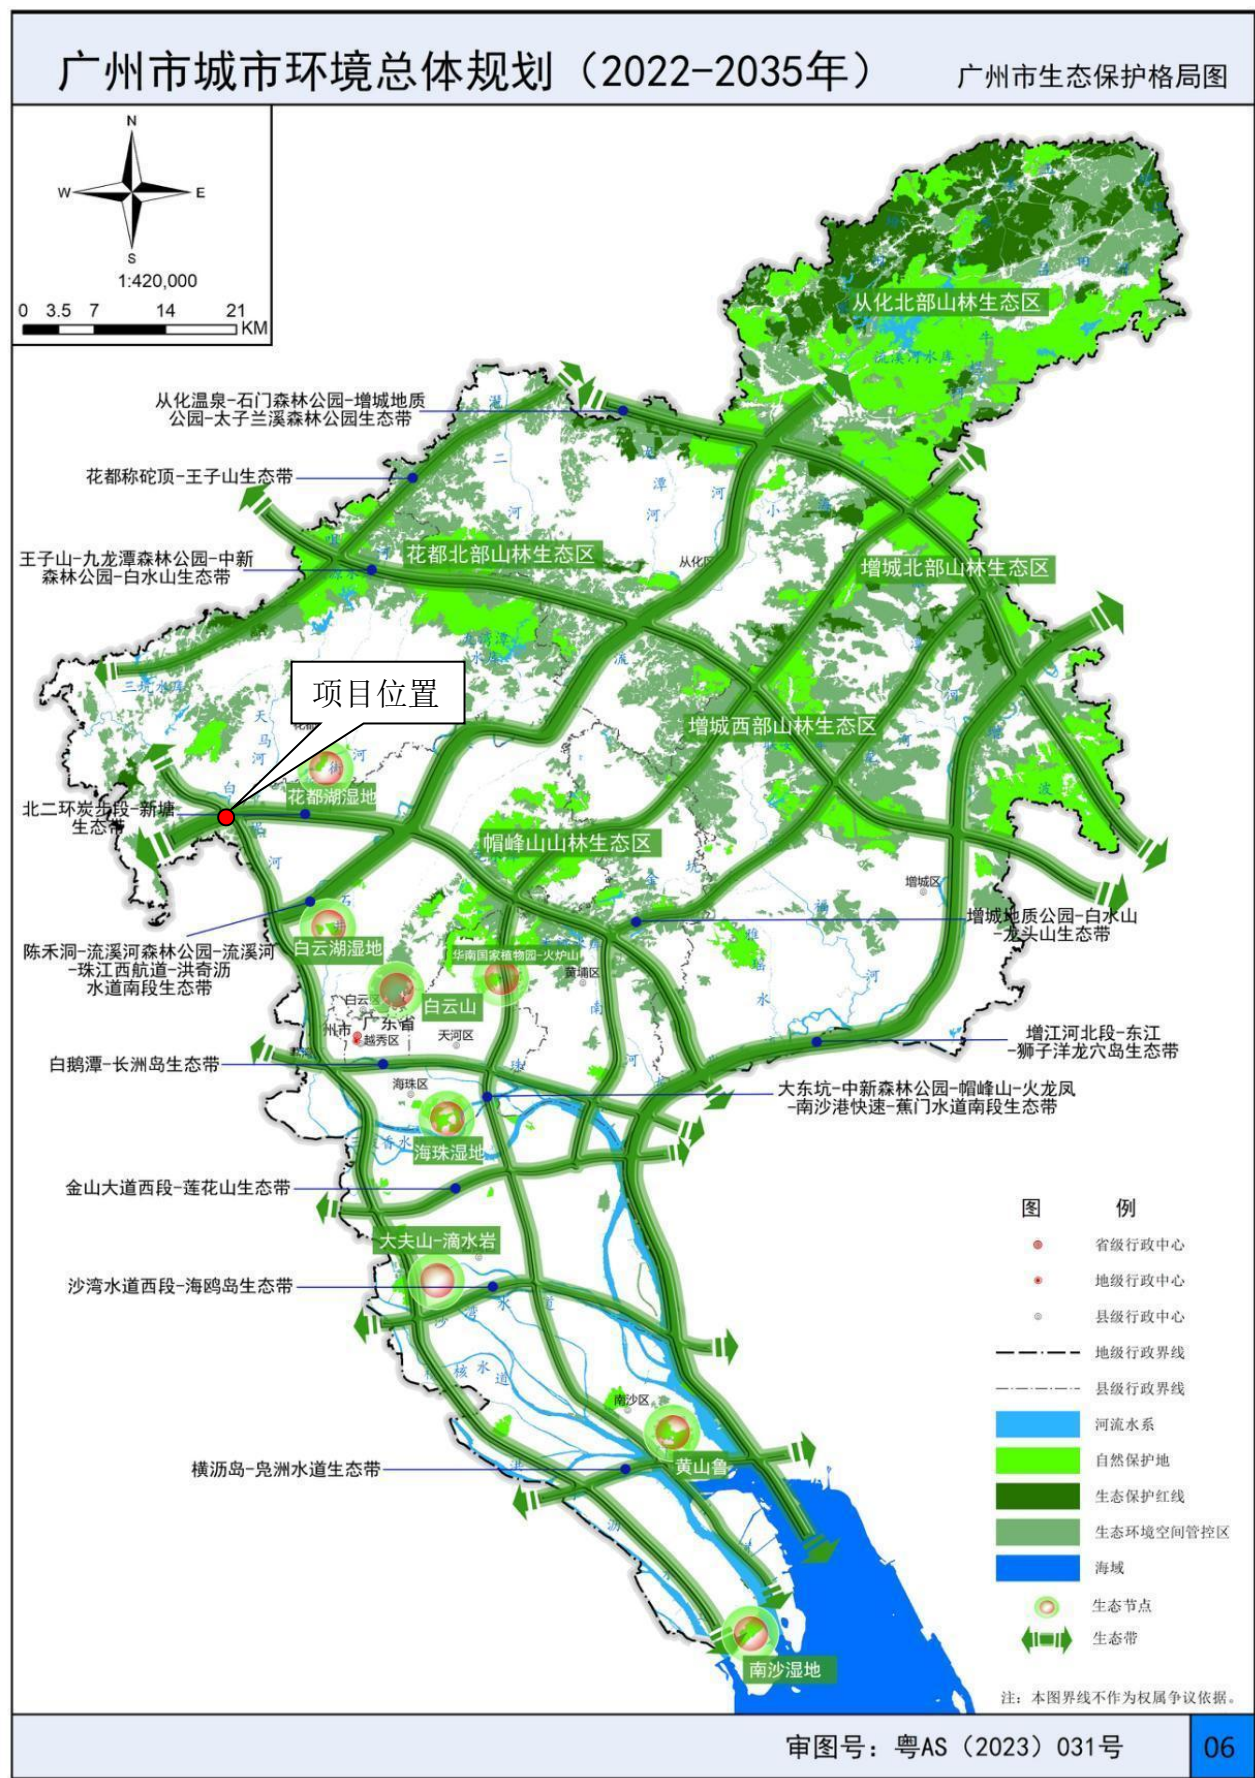 广州市城市环境总体规划（2022-2035年）
广州市生态保护格局图
N
W
E
S
1:420,000
0 3.5 7 14 21
KM
从化北部山林生态区
流溪河水库
从化温泉-石门森林公园-增城地质
公园-太子兰溪森林公园生态带
花都称砣顶-王子山生态带
王子山-九龙潭森林公园-中新
森林公园-白水山生态带
花都北部山林生态区
从化区
增城北部山林生态区
三坑水库
项目位置
增城西部山林生态区
天
马
河
白
花都湖湿地
北二环炭步段-新塘
生态带
帽峰山山林生态区
增城区
增城地质公园-白水山
-龙头山生态带
陈禾洞-流溪河森林公园-流溪河
-珠江西航道-洪奇沥
水道南段生态带
白云湖湿地
华南国家植物园-火炉山
黄埔区
白云区
白云山
广东省
州市
越秀区
天河区
增江河北段-东江
-狮子洋龙穴岛生态带
白鹅潭-长洲岛生态带
海珠区
大东坑-中新森林公园-帽峰山-火龙凤
-南沙港快速-蕉门水道南段生态带
海珠湿地
金山大道西段-莲花山生态带
大夫山-滴水岩
沙湾水道西段-海鸥岛生态带
沙 湾 水 道
南沙区
黄山鲁
横沥岛-凫洲水道生态带
南沙湿地
图 例
省级行政中心
地级行政中心
县级行政中心
地级行政界线
县级行政界线
河流水系
自然保护地
生态保护红线
生态环境空间管控区
海域
生态节点
生态带
注：本图界线不作为权属争议依据。
审图号：粤AS（2023）031号
06